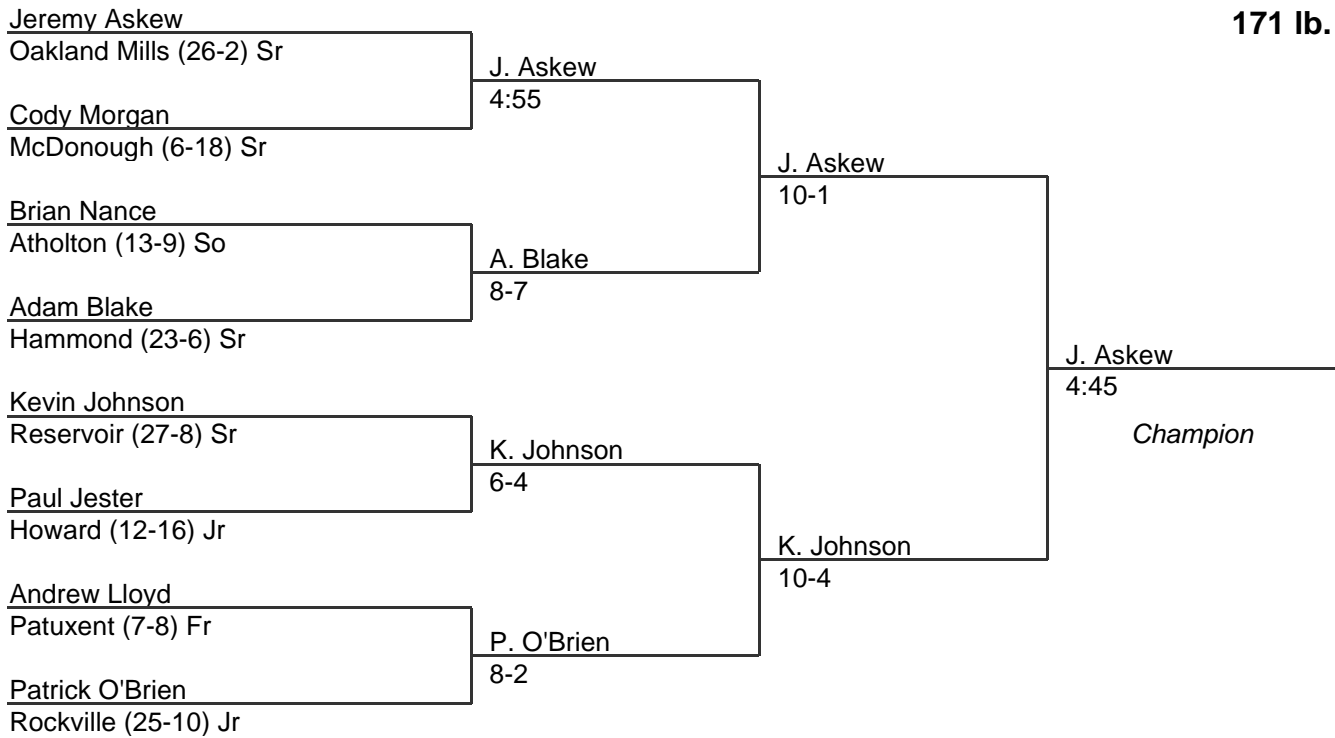 171 lb.
Jeremy Askew
Oakland Mills (26-2) Sr
J. Askew
4:55
Cody Morgan
McDonough (6-18) Sr
J. Askew
10-1
Brian Nance
Atholton (13-9) So
A. Blake
8-7
Adam Blake
Hammond (23-6) Sr
J. Askew
4:45
Champion
Kevin Johnson
Reservoir (27-8) Sr
K. Johnson
6-4
Paul Jester
Howard (12-16) Jr
K. Johnson
10-4
Andrew Lloyd
Patuxent (7-8) Fr
P. O'Brien
8-2
Patrick O'Brien
Rockville (25-10) Jr